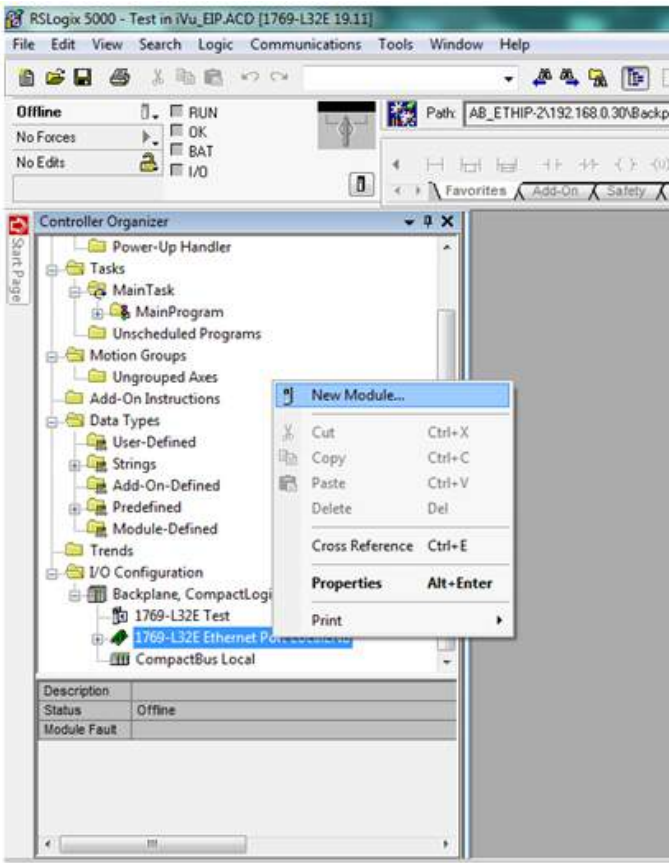 RSLogix 5000 - Test in iVu_EIP.ACD [1769-L32E 19.11]
File Edit View Search Logic Communications Tools Window Help
Offline
RUN
No Forces
OK
BAT
No Edits
I/O
Path: AB_ETHIP-2\192.168.0.30\Backp
Favorites Add-On Safety
Start Page
Controller Organizer
Power-Up Handler
Tasks
MainTask
MainProgram
Unscheduled Programs
Motion Groups
Ungrouped Axes
Add-On Instructions
Data Types
User-Defined
Strings
Add-On-Defined
Predefined
Module-Defined
Trends
I/O Configuration
Backplane, CompactLogi
1769-L32E Test
1769-L32E Ethernet Port
CompactBus Local
New Module...
Cut Ctrl+X
Copy Ctrl+C
Paste Ctrl+V
Delete Del
Cross Reference Ctrl+E
Properties Alt+Enter
Print
Description
Status Offline
Module Fault